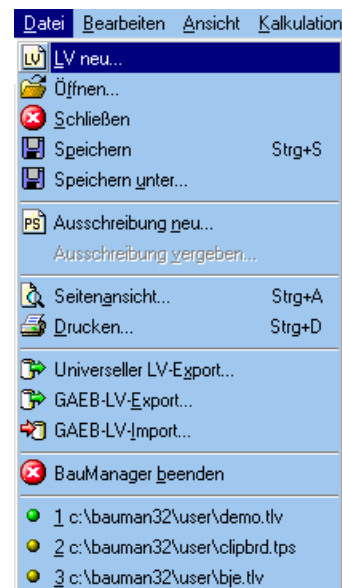 Datei Bearbeiten Ansicht Kalkulation
LV LV neu...
Öffnen...
Schließen
Speichern Strg+S
Speichern unter...
PS Ausschreibung neu...
Ausschreibung vergeben...
Seitenansicht... Strg+A
Drucken... Strg+D
Universeller LV-Export...
GAEB-LV-Export...
GAEB-LV-Import...
BauManager beenden
1 c:\bauman32\user\demo.tlv
2 c:\bauman32\user\clipbrd.tps
3 c:\bauman32\user\bje.tlv